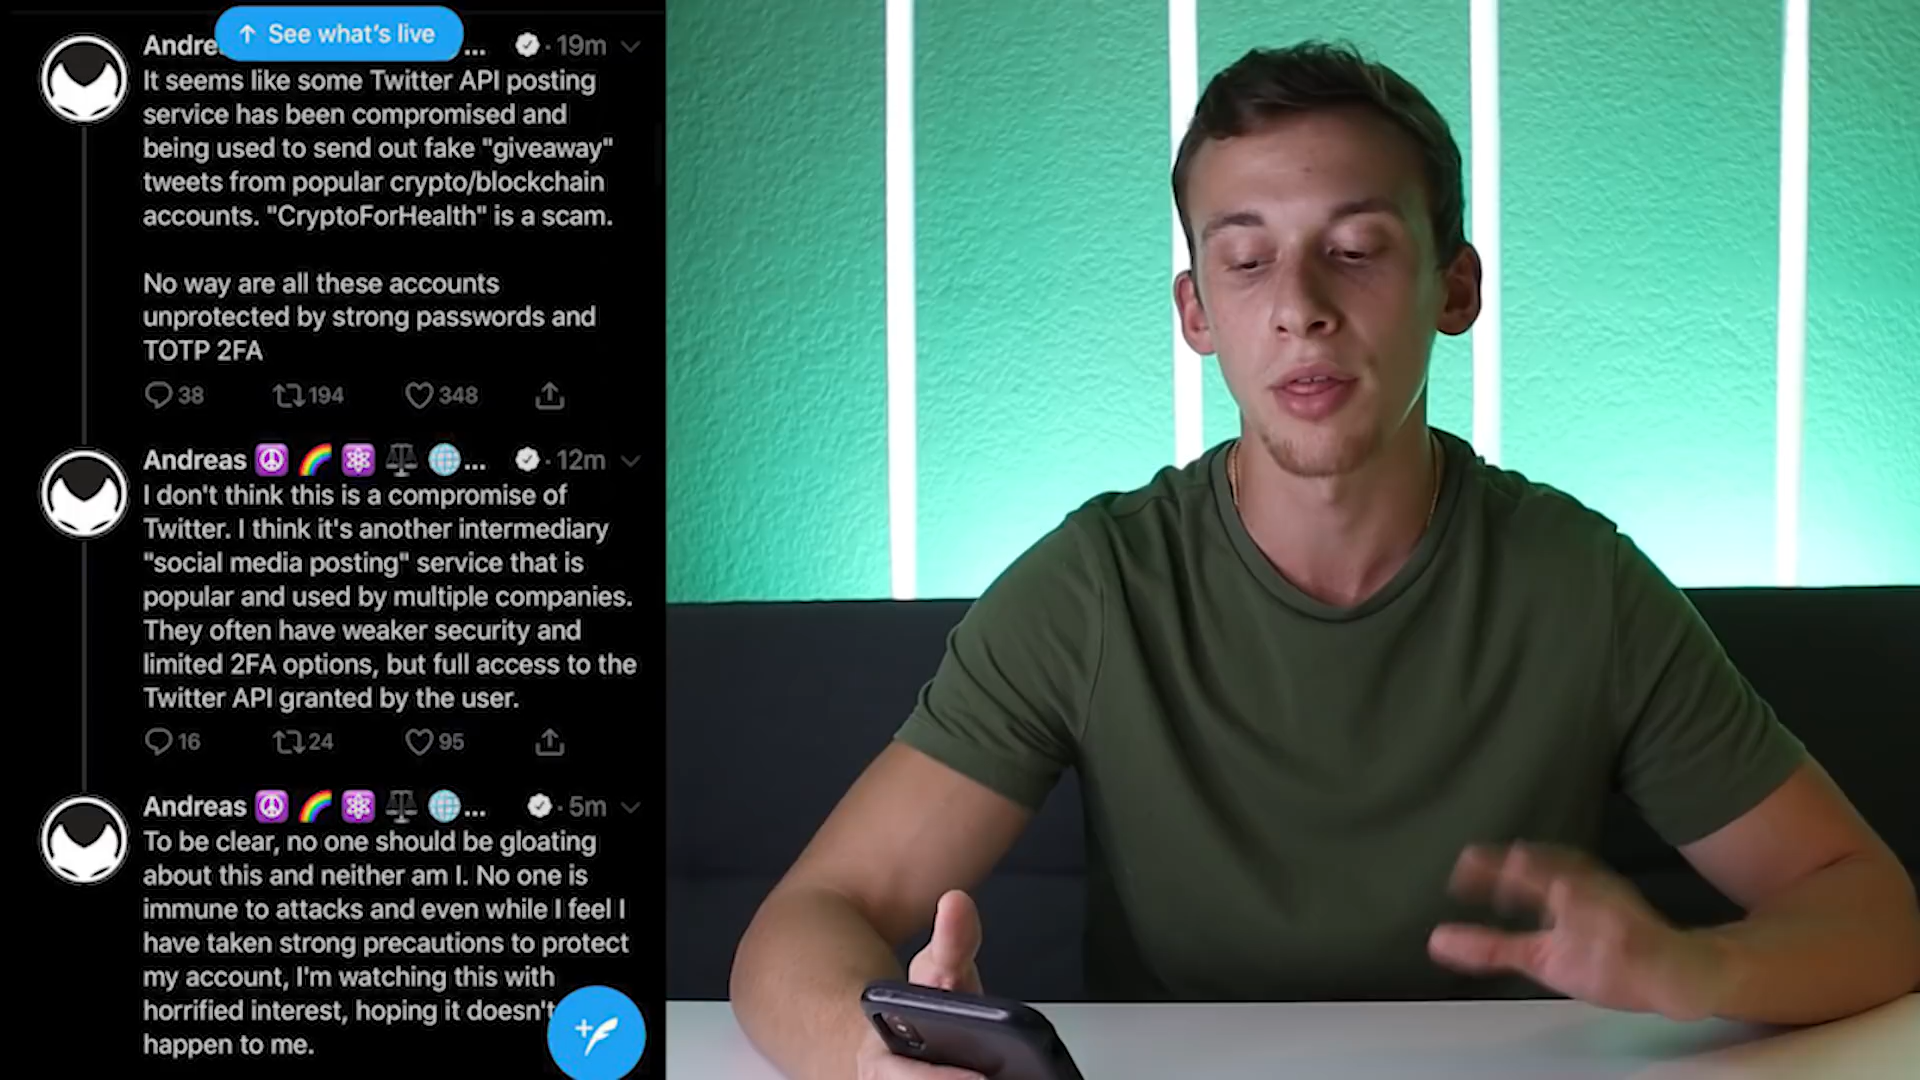 ↑ See what's live
Andre ... · 19m
It seems like some Twitter API posting
service has been compromised and
being used to send out fake "giveaway"
tweets from popular crypto/blockchain
accounts. "CryptoForHealth" is a scam.
No way are all these accounts
unprotected by strong passwords and
TOTP 2FA
38 194 348
Andreas ☮️ 🌈 ⚛️ ⚖️ 🌐... · 12m
I don't think this is a compromise of
Twitter. I think it's another intermediary
"social media posting" service that is
popular and used by multiple companies.
They often have weaker security and
limited 2FA options, but full access to the
Twitter API granted by the user.
16 24 95
Andreas ☮️ 🌈 ⚛️ ⚖️ 🌐... · 5m
To be clear, no one should be gloating
about this and neither am I. No one is
immune to attacks and even while I feel I
have taken strong precautions to protect
my account, I'm watching this with
horrified interest, hoping it doesn't
happen to me.